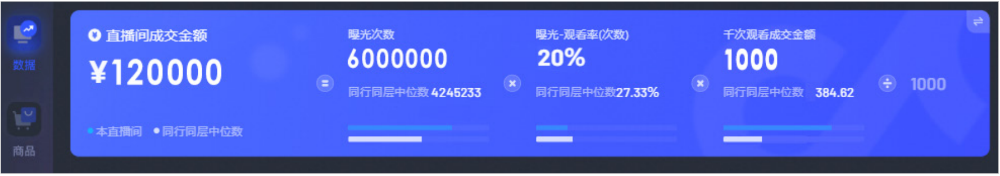 数据
商品
直播间成交金额
¥120000
本直播间 同行同层中位数
曝光次数
6000000
同行同层中位数 4245233
曝光-观看率(次数)
20%
同行同层中位数27.33%
千次观看成交金额
1000
同行同层中位数 384.62
÷ 1000